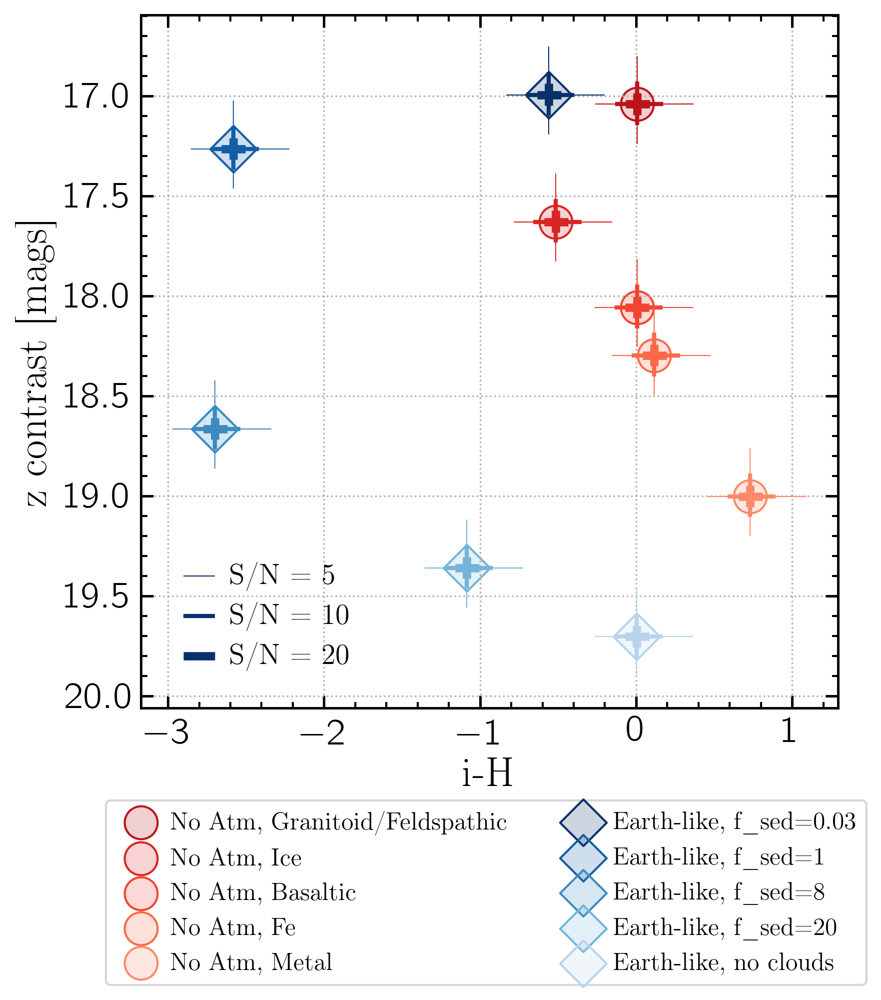 17.0
17.5
18.0
18.5
19.0
19.5
20.0
z contrast [mags]
S/N = 5
S/N = 10
S/N = 20
−3 −2 −1 0 1
i-H
No Atm, Granitoid/Feldspathic
No Atm, Ice
No Atm, Basaltic
No Atm, Fe
No Atm, Metal
Earth-like, f_sed=0.03
Earth-like, f_sed=1
Earth-like, f_sed=8
Earth-like, f_sed=20
Earth-like, no clouds